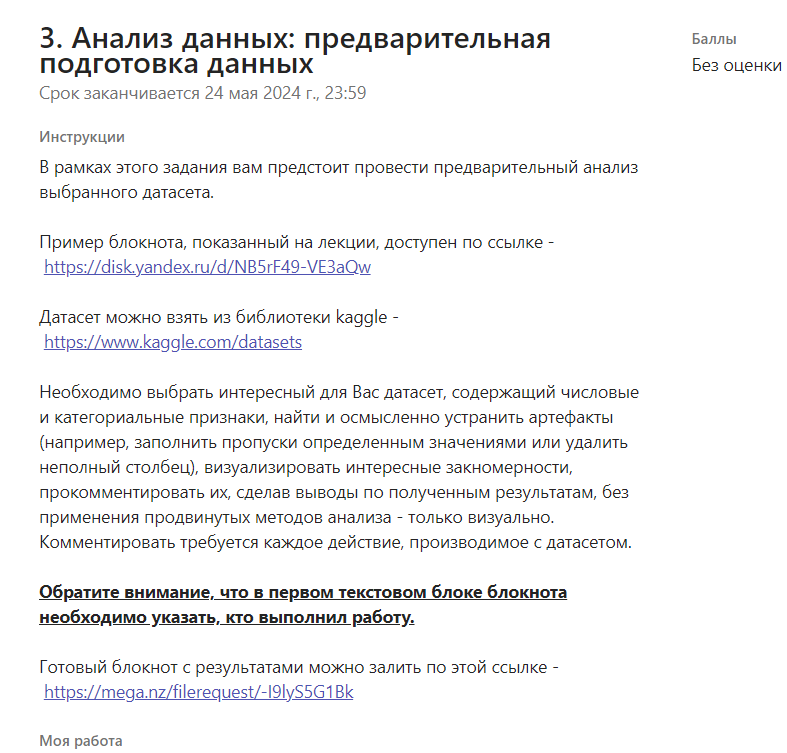 3. Анализ данных: предварительная
подготовка данных
Срок заканчивается 24 мая 2024 г., 23:59
Баллы
Без оценки
Инструкции
В рамках этого задания вам предстоит провести предварительный анализ
выбранного датасета.
Пример блокнота, показанный на лекции, доступен по ссылке -
https://disk.yandex.ru/d/NB5rF49-VE3aQw
Датасет можно взять из библиотеки kaggle -
https://www.kaggle.com/datasets
Необходимо выбрать интересный для Вас датасет, содержащий числовые
и категориальные признаки, найти и осмысленно устранить артефакты
(например, заполнить пропуски определенным значениями или удалить
неполный столбец), визуализировать интересные закномерности,
прокомментировать их, сделав выводы по полученным результатам, без
применения продвинутых методов анализа - только визуально.
Комментировать требуется каждое действие, производимое с датасетом.
Обратите внимание, что в первом текстовом блоке блокнота
необходимо указать, кто выполнил работу.
Готовый блокнот с результатами можно залить по этой ссылке -
https://mega.nz/filerequest/-I9lyS5G1Bk
Моя работа